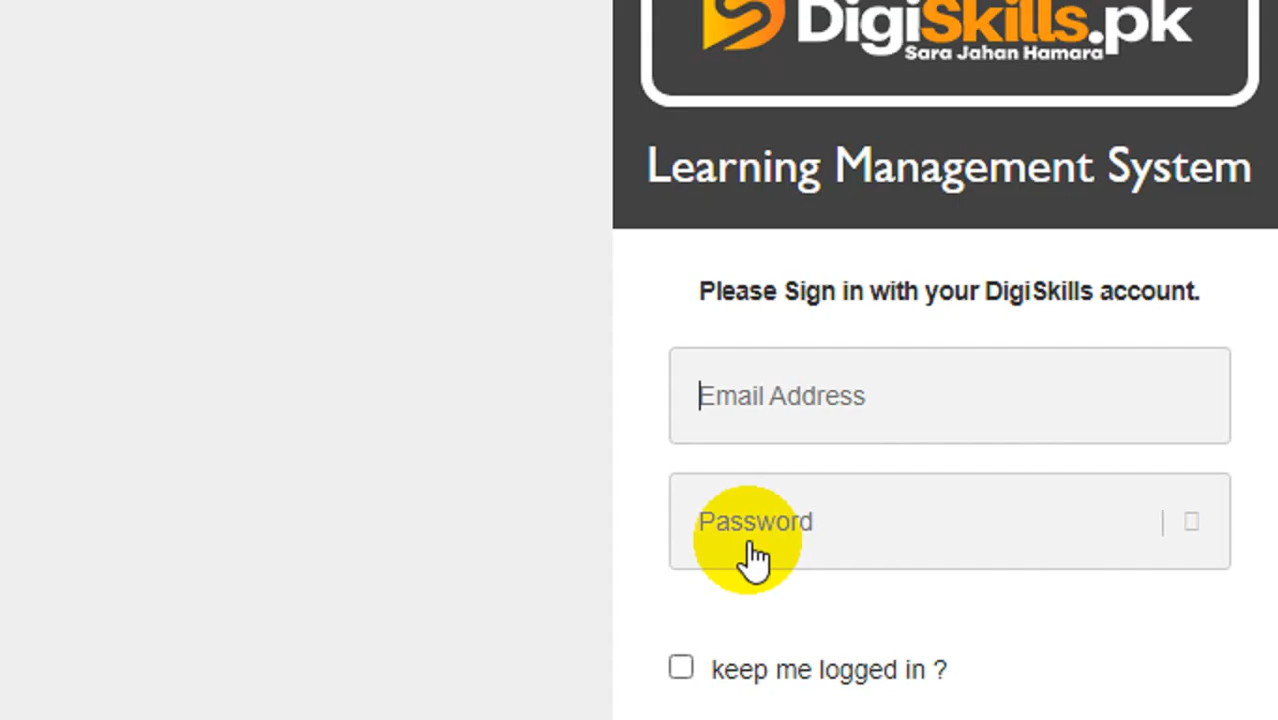 DigiSkills.pk
Sara Jahan Hamara
Learning Management System
Please Sign in with your DigiSkills account.
Email Address
Password
keep me logged in ?